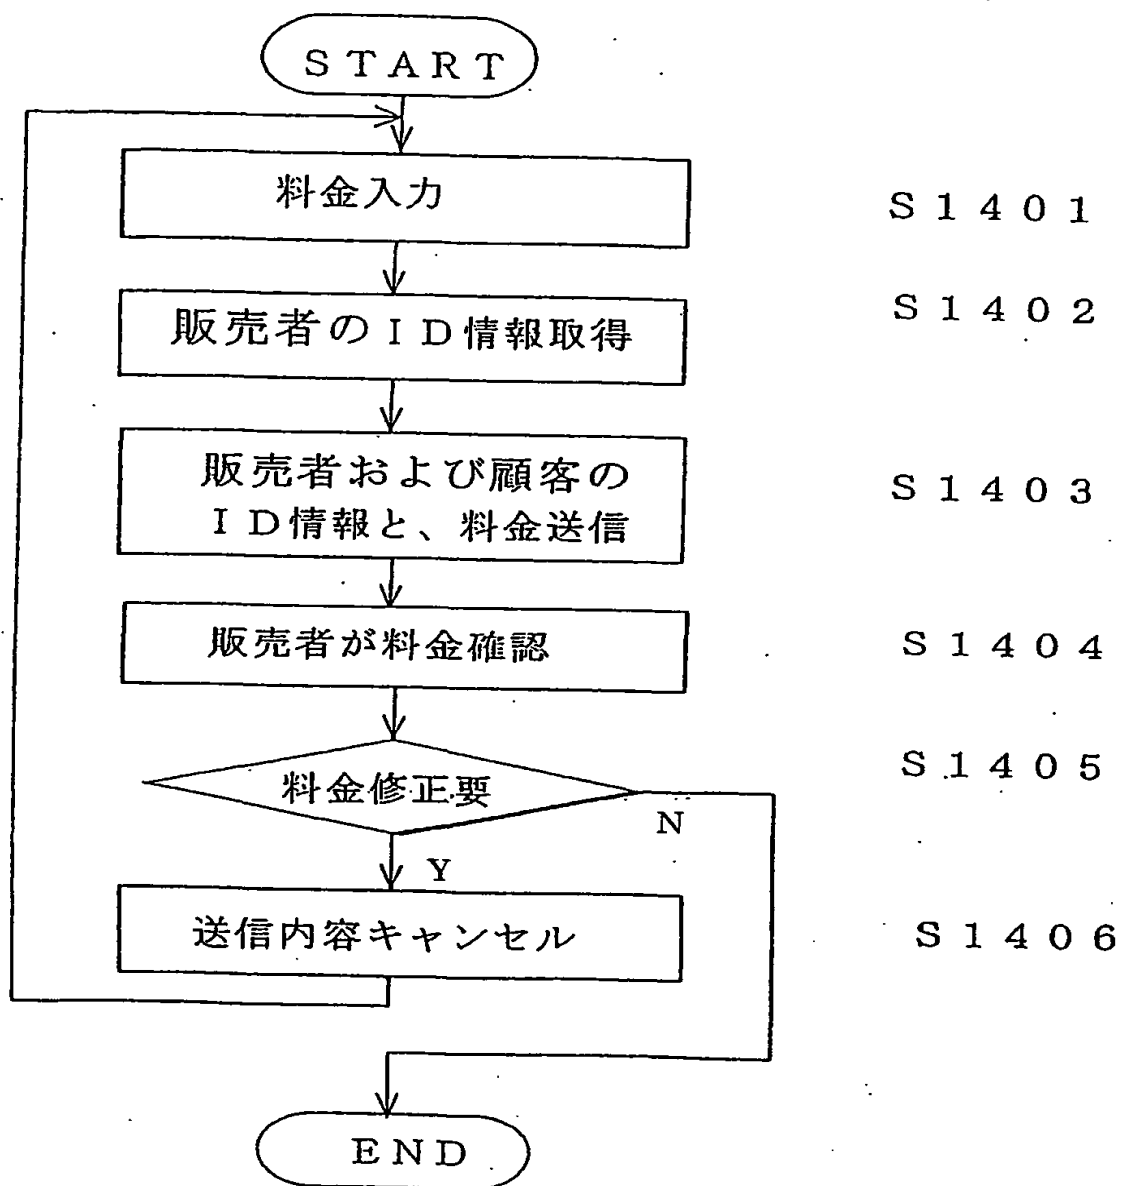 START
料金入力
S1401
販売者のID情報取得
S1402
販売者および顧客の
ID情報と、料金送信
S1403
販売者が料金確認
S1404
料金修正要
S1405
N
Y
送信内容キャンセル
S1406
END